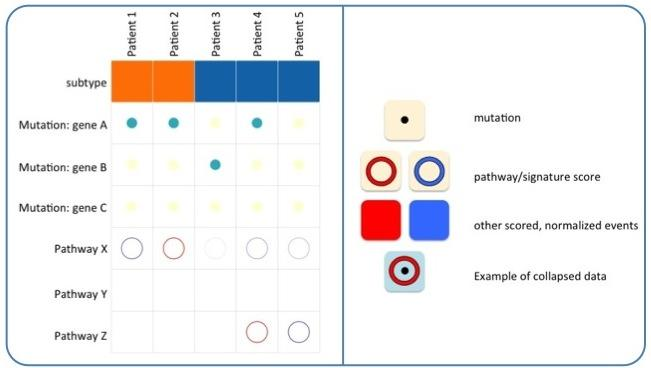 Patient 1
Patient 2
Patient 3
Patient 4
Patient 5
subtype
Mutation: gene A
Mutation: gene B
Mutation: gene C
Pathway X
Pathway Y
Pathway Z
mutation
pathway/signature score
other scored, normalized events
Example of collapsed data